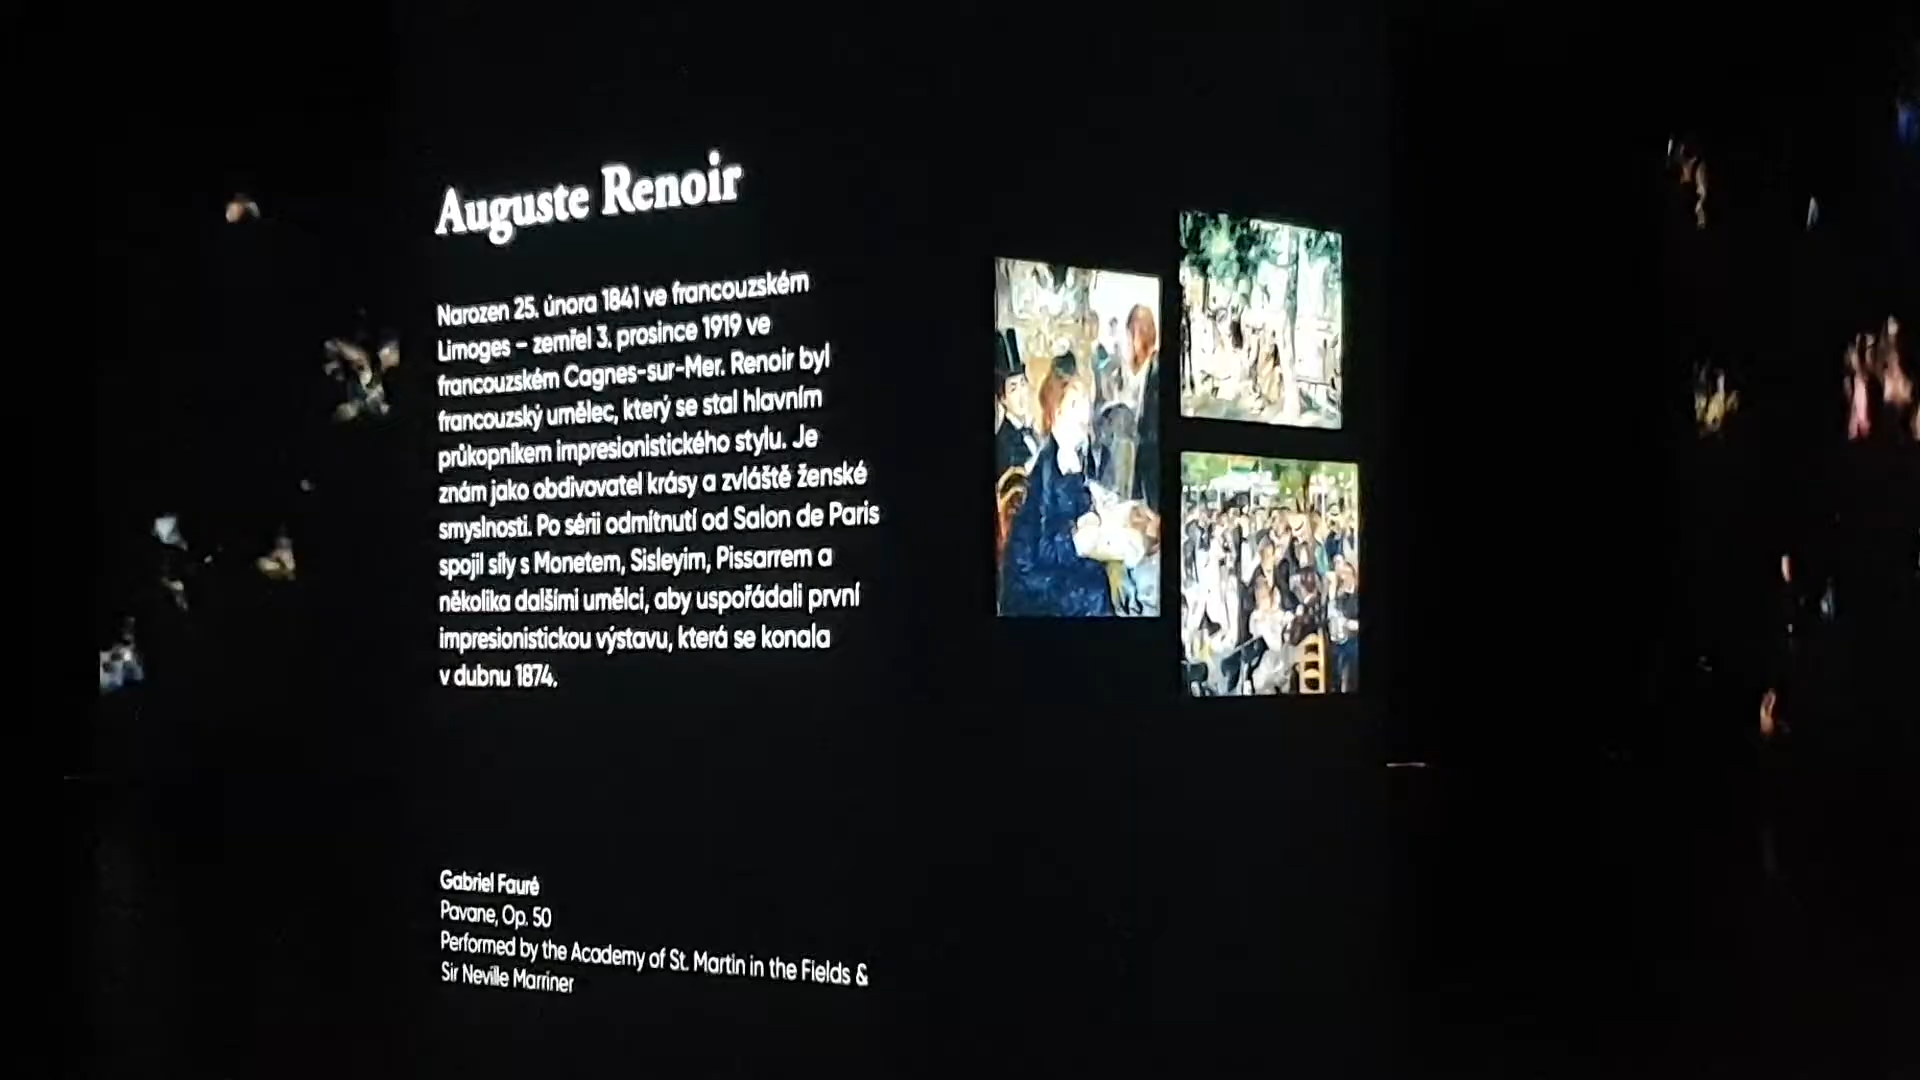 Auguste Renoir
Narozen 25. února 1841 ve francouzském
Limoges – zemřel 3. prosince 1919 ve
francouzském Cagnes-sur-Mer. Renoir byl
francouzský umělec, který se stal hlavním
průkopníkem impresionistického stylu. Je
znám jako obdivovatel krásy a zvláště ženské
smyslnosti. Po sérii odmítnutí od Salon de Paris
spojil síly s Monetem, Sisleyim, Pissarrem a
několika dalšími umělci, aby uspořádali první
impresionistickou výstavu, která se konala
v dubnu 1874.
Gabriel Fauré
Pavane, Op. 50
Performed by the Academy of St. Martin in the Fields &
Sir Neville Marriner